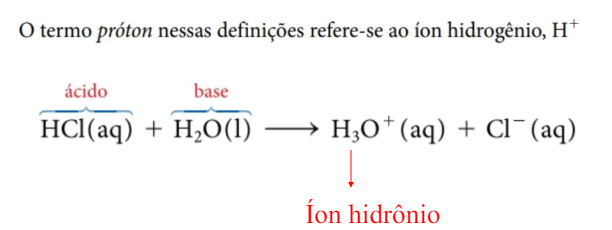 O termo próton nessas definições refere-se ao íon hidrogênio, H⁺
ácido base
HCl(aq) + H₂O(l) ⟶ H₃O⁺(aq) + Cl⁻(aq)
Íon hidrônio